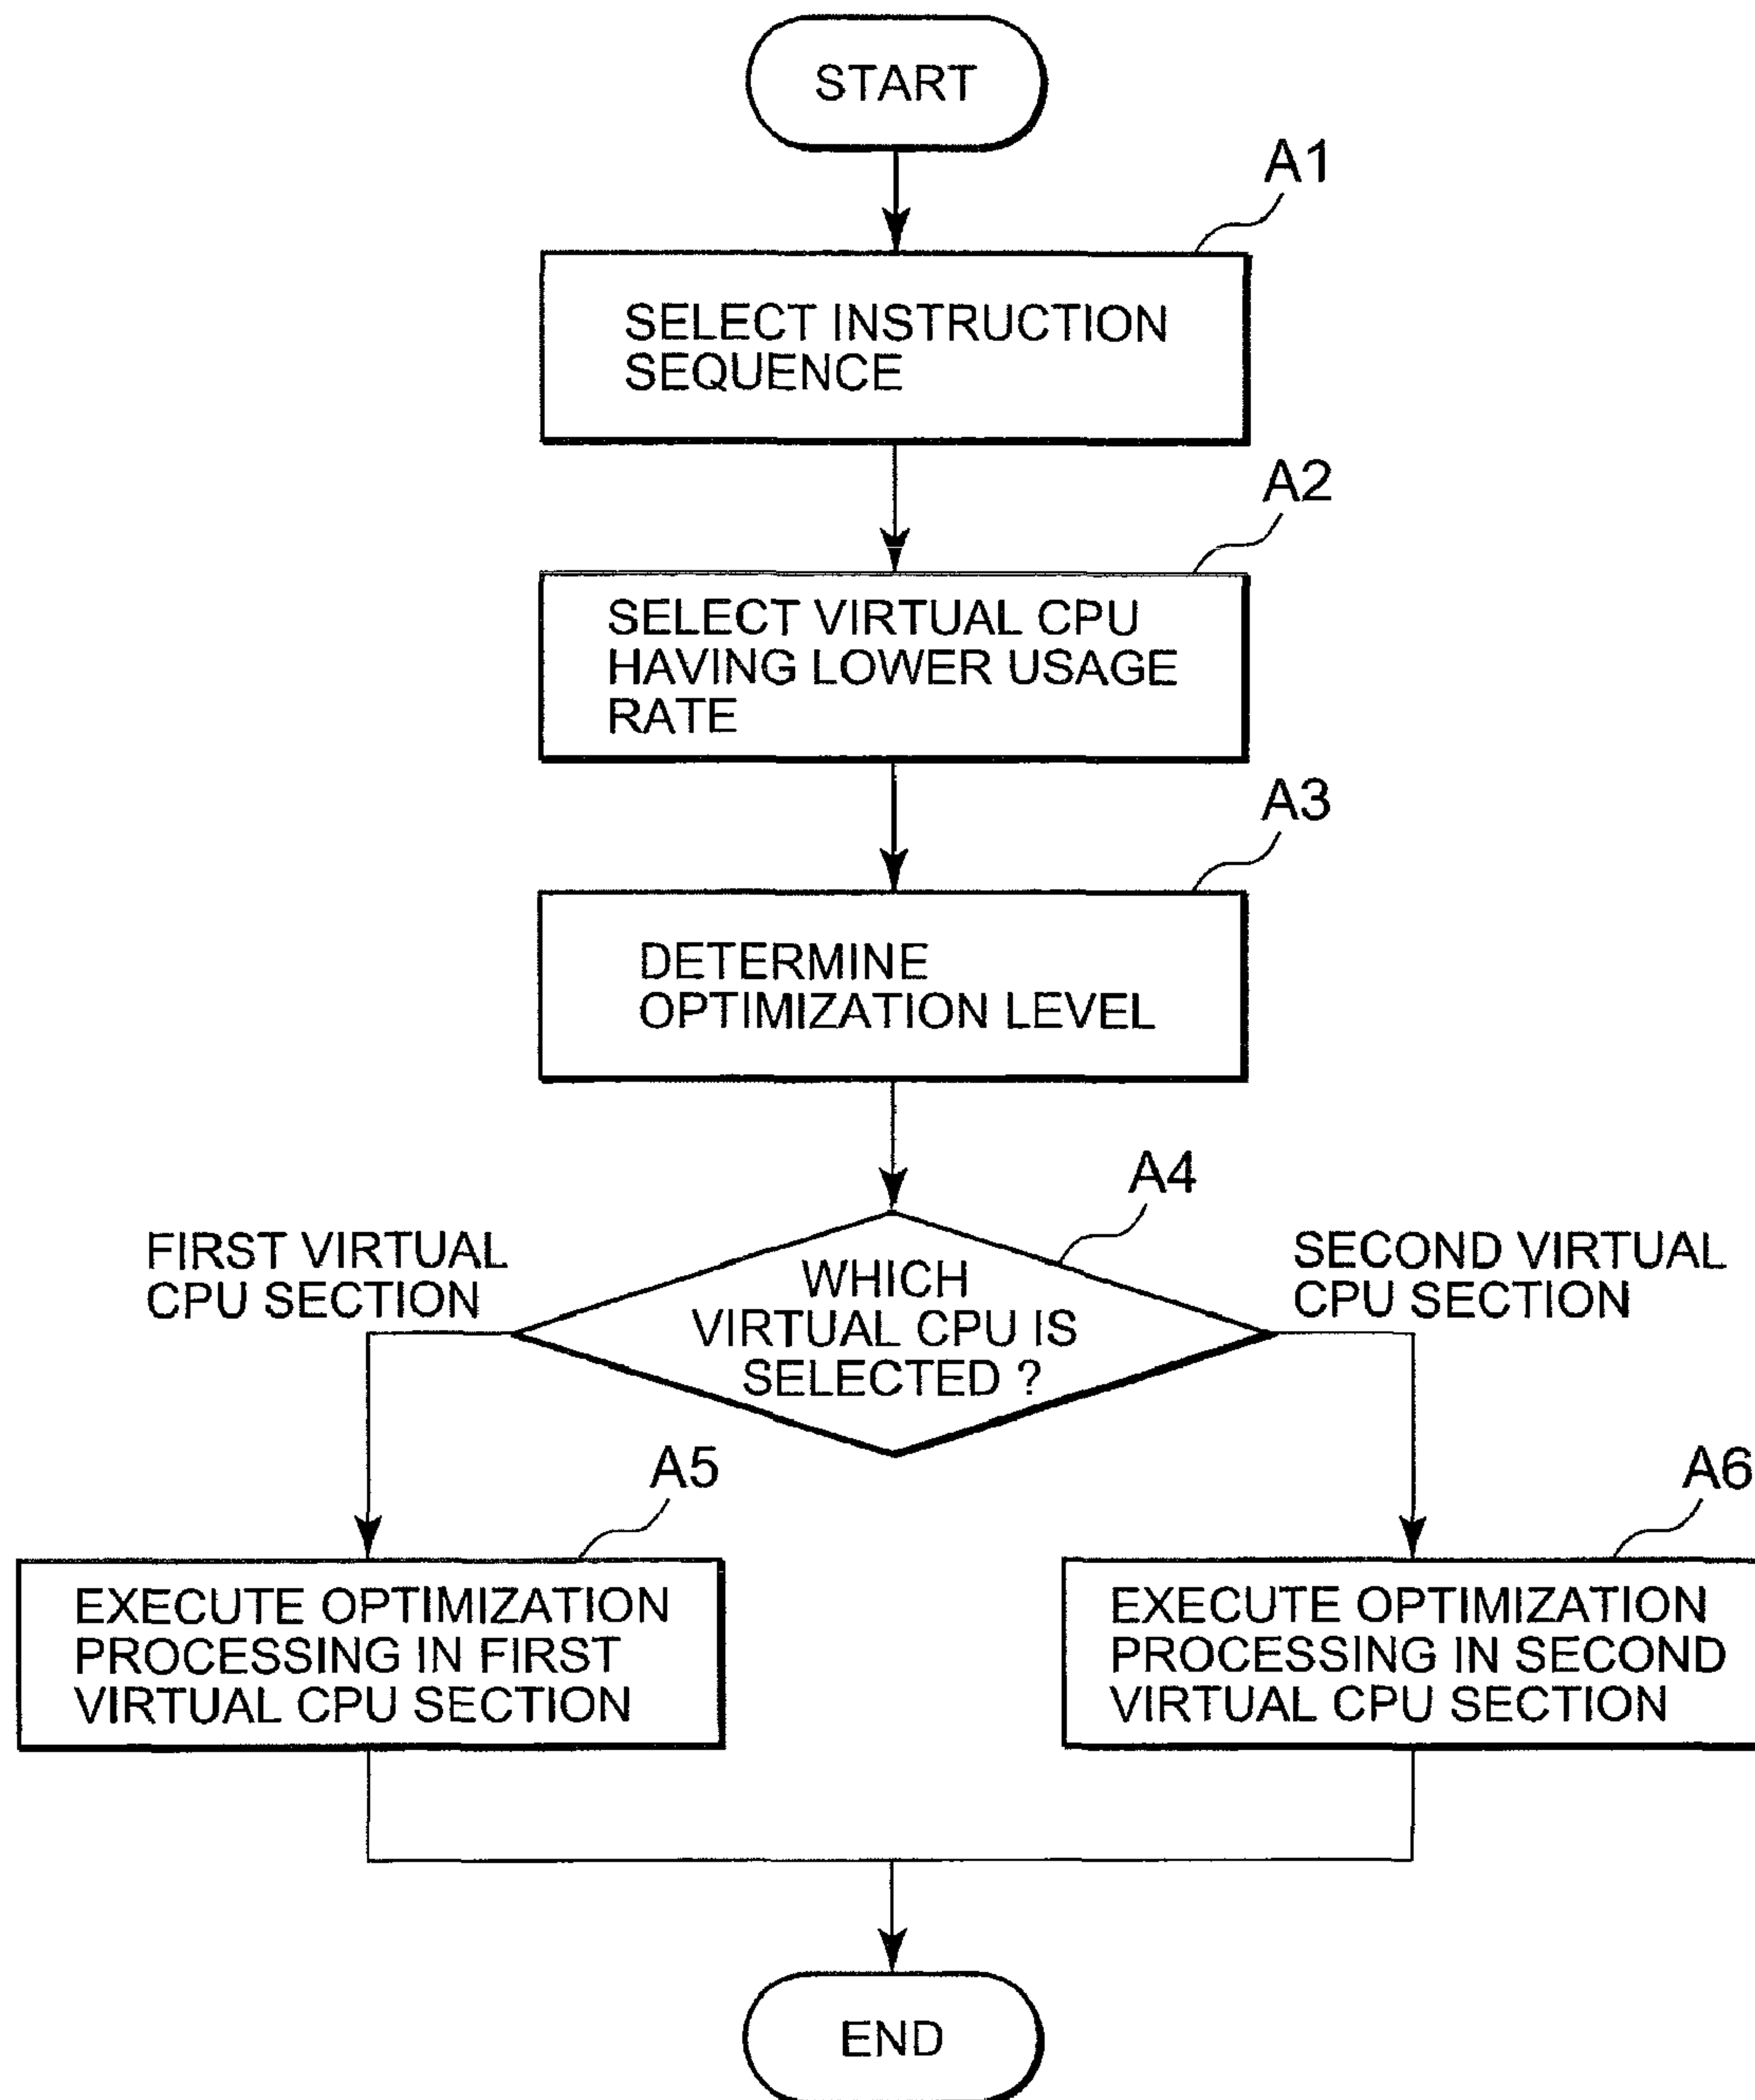 START
A1
SELECT INSTRUCTION
SEQUENCE
A2
SELECT VIRTUAL CPU
HAVING LOWER USAGE
RATE
A3
DETERMINE
OPTIMIZATION LEVEL
A4
FIRST VIRTUAL
CPU SECTION
WHICH
VIRTUAL CPU IS
SELECTED ?
SECOND VIRTUAL
CPU SECTION
A5
EXECUTE OPTIMIZATION
PROCESSING IN FIRST
VIRTUAL CPU SECTION
A6
EXECUTE OPTIMIZATION
PROCESSING IN SECOND
VIRTUAL CPU SECTION
END